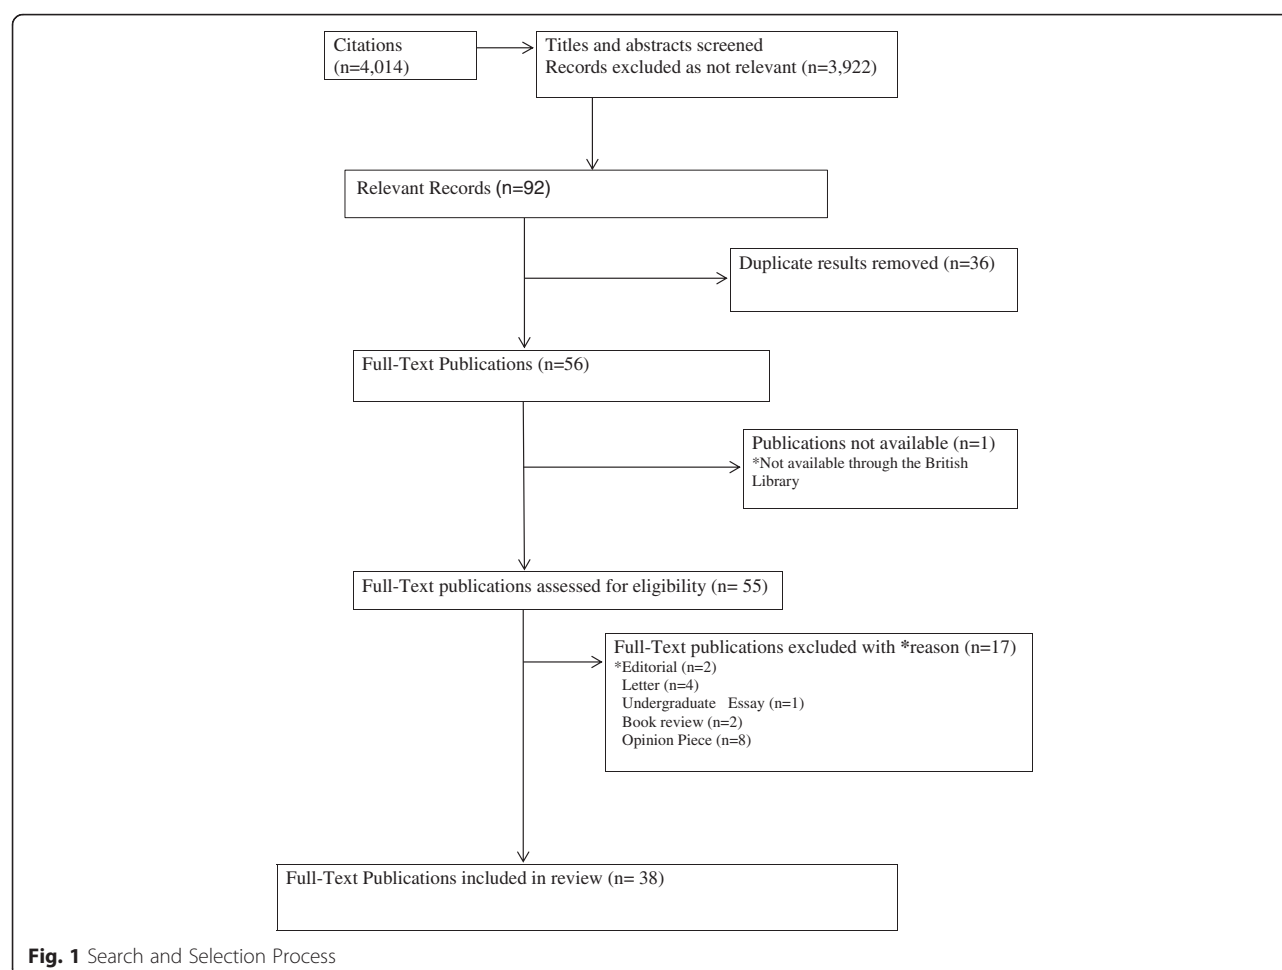 Citations
(n=4,014)
Titles and abstracts screened
Records excluded as not relevant (n=3,922)
Relevant Records (n=92)
Duplicate results removed (n=36)
Full-Text Publications (n=56)
Publications not available (n=1)
*Not available through the British
Library
Full-Text publications assessed for eligibility (n= 55)
Full-Text publications excluded with *reason (n=17)
*Editorial (n=2)
Letter (n=4)
Undergraduate Essay (n=1)
Book review (n=2)
Opinion Piece (n=8)
Full-Text Publications included in review (n= 38)
Fig. 1 Search and Selection Process